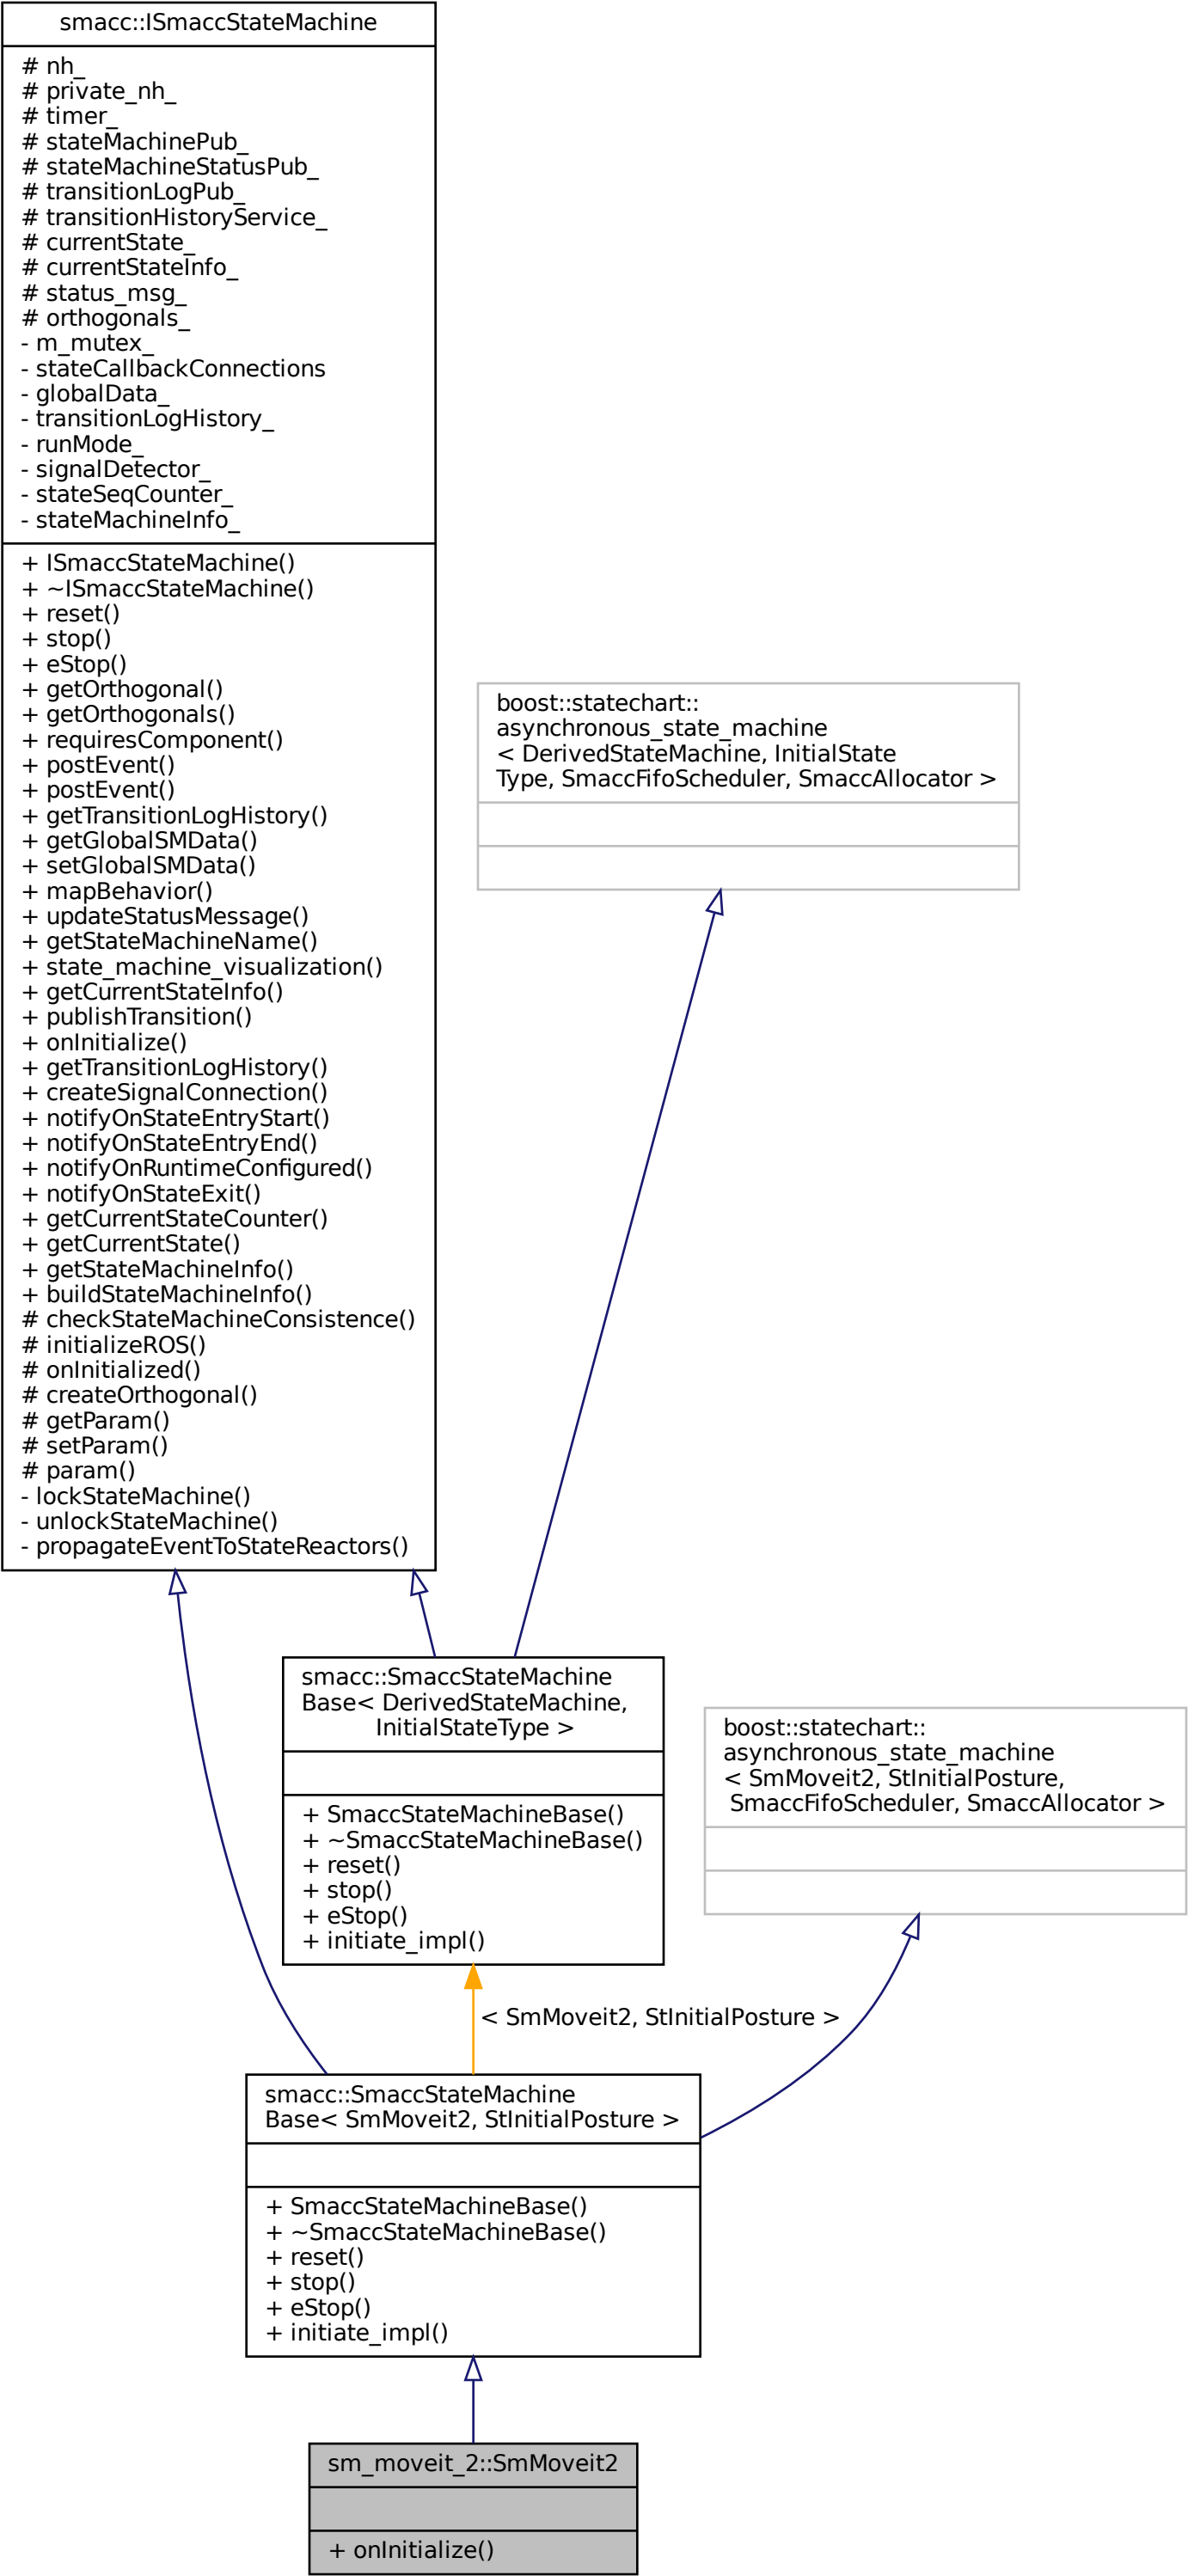 smacc::ISmaccStateMachine
# nh_
# private_nh_
# timer_
# stateMachinePub_
# stateMachineStatusPub_
# transitionLogPub_
# transitionHistoryService_
# currentState_
# currentStateInfo_
# status_msg_
# orthogonals_
- m_mutex_
- stateCallbackConnections
- globalData_
- transitionLogHistory_
- runMode_
- signalDetector_
- stateSeqCounter_
- stateMachineInfo_
+ ISmaccStateMachine()
+ ~ISmaccStateMachine()
+ reset()
+ stop()
+ eStop()
+ getOrthogonal()
+ getOrthogonals()
+ requiresComponent()
+ postEvent()
+ postEvent()
+ getTransitionLogHistory()
+ getGlobalSMData()
+ setGlobalSMData()
+ mapBehavior()
+ updateStatusMessage()
+ getStateMachineName()
+ state_machine_visualization()
+ getCurrentStateInfo()
+ publishTransition()
+ onInitialize()
+ getTransitionLogHistory()
+ createSignalConnection()
+ notifyOnStateEntryStart()
+ notifyOnStateEntryEnd()
+ notifyOnRuntimeConfigured()
+ notifyOnStateExit()
+ getCurrentStateCounter()
+ getCurrentState()
+ getStateMachineInfo()
+ buildStateMachineInfo()
# checkStateMachineConsistence()
# initializeROS()
# onInitialized()
# createOrthogonal()
# getParam()
# setParam()
# param()
- lockStateMachine()
- unlockStateMachine()
- propagateEventToStateReactors()
boost::statechart::
asynchronous_state_machine
< DerivedStateMachine, InitialState
Type, SmaccFifoScheduler, SmaccAllocator >
smacc::SmaccStateMachine
Base< DerivedStateMachine,
InitialStateType >
+ SmaccStateMachineBase()
+ ~SmaccStateMachineBase()
+ reset()
+ stop()
+ eStop()
+ initiate_impl()
boost::statechart::
asynchronous_state_machine
< SmMoveit2, StInitialPosture,
SmaccFifoScheduler, SmaccAllocator >
< SmMoveit2, StInitialPosture >
smacc::SmaccStateMachine
Base< SmMoveit2, StInitialPosture >
+ SmaccStateMachineBase()
+ ~SmaccStateMachineBase()
+ reset()
+ stop()
+ eStop()
+ initiate_impl()
sm_moveit_2::SmMoveit2
+ onInitialize()